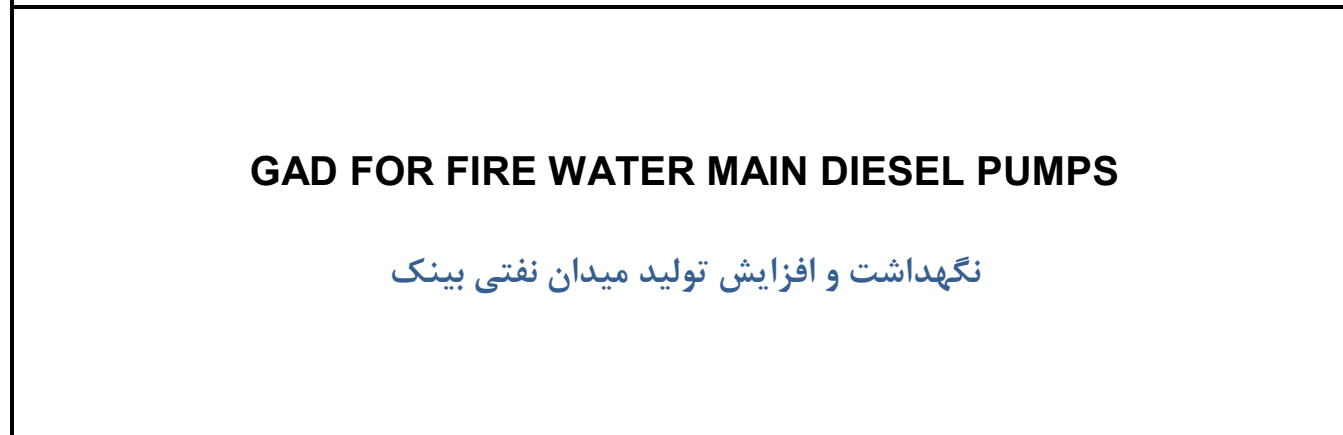 GAD FOR FIRE WATER MAIN DIESEL PUMPS
نگهداشت و افزایش تولید میدان نفتی بینک